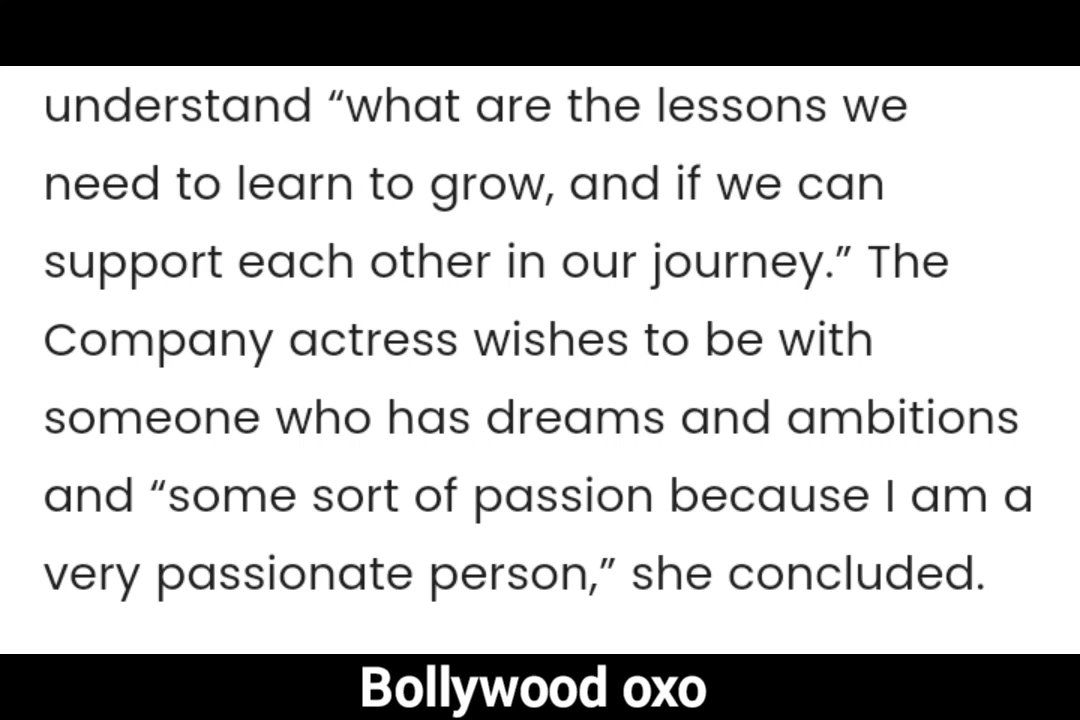 understand “what are the lessons we
need to learn to grow, and if we can
support each other in our journey.” The
Company actress wishes to be with
someone who has dreams and ambitions
and “some sort of passion because I am a
very passionate person,” she concluded.
Bollywood oxo